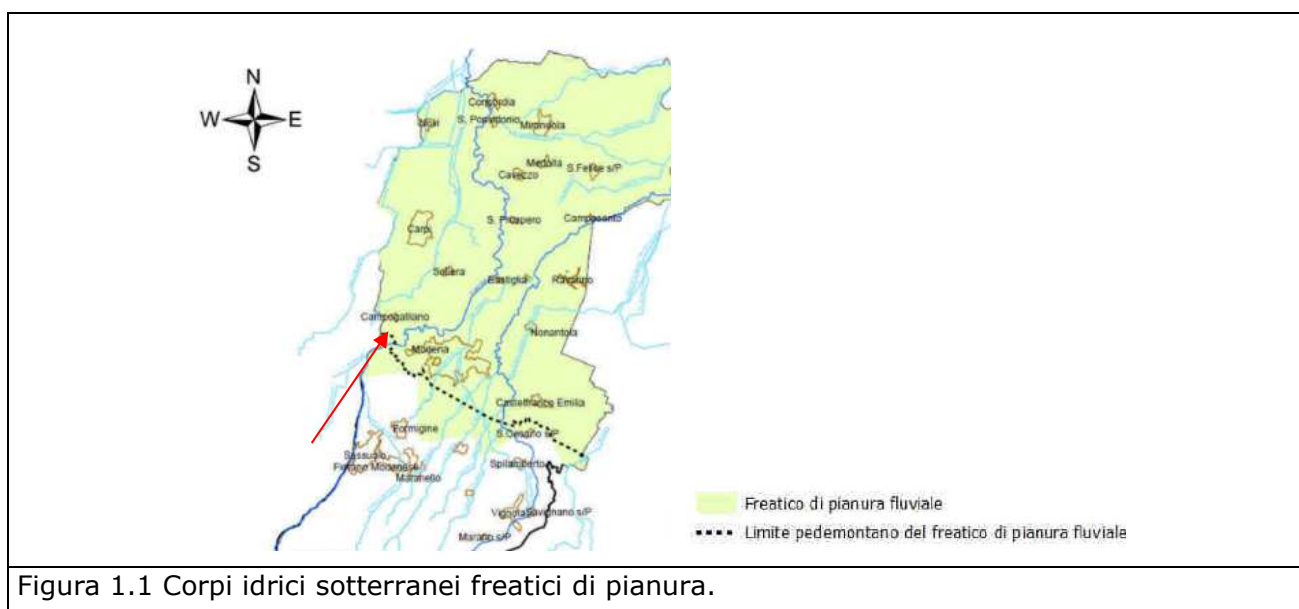 N
W E
S
Concordia
S. Possidonio
Mirandola
Medolla
S.Felice s/P
Cavezzo
S. Prospero
Camposanto
Carpi
Soliera
Bastiglia
Ravarino
Campogalliano
Nonantola
Modena
Castelfranco Emilia
Formigine
S.Cesario s/P
Sassuolo
Spilamberto
Fiorano Modenese
Maranello
Vignola
Savignano s/P
Marano s/P
Freatico di pianura fluviale
Limite pedemontano del freatico di pianura fluviale
Figura 1.1 Corpi idrici sotterranei freatici di pianura.